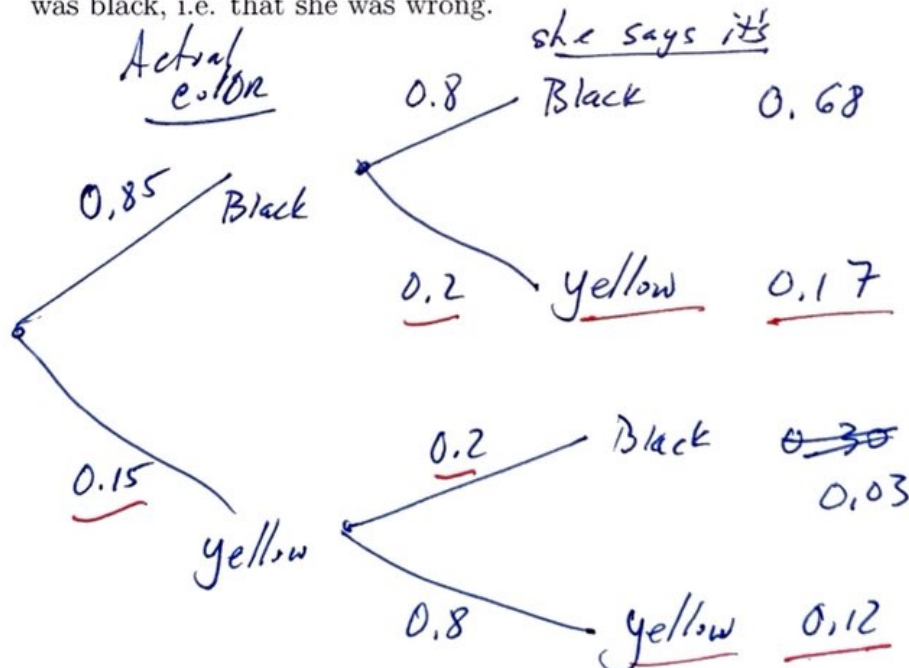 was black, i.e. that she was wrong.
Actual she says it's
color
0.8 Black 0.68
0.85 Black
0.2 yellow 0.17
0.2 Black 0.30
0.15 0.03
yellow
0.8 yellow 0.12